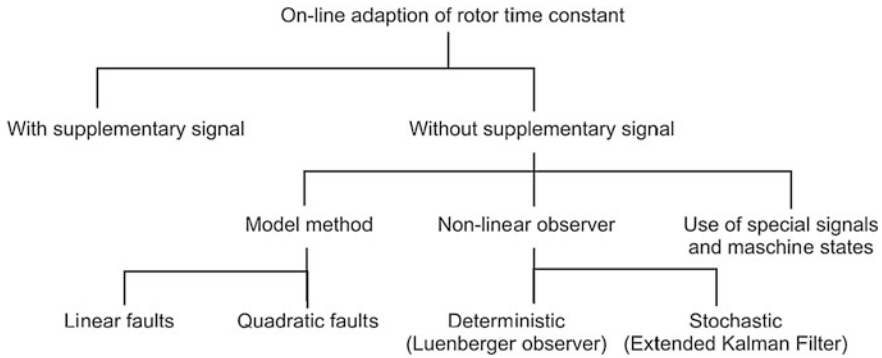 On-line adaption of rotor time constant
With supplementary signal
Without supplementary signal
Model method
Non-linear observer
Use of special signals
and maschine states
Linear faults
Quadratic faults
Deterministic
(Luenberger observer)
Stochastic
(Extended Kalman Filter)